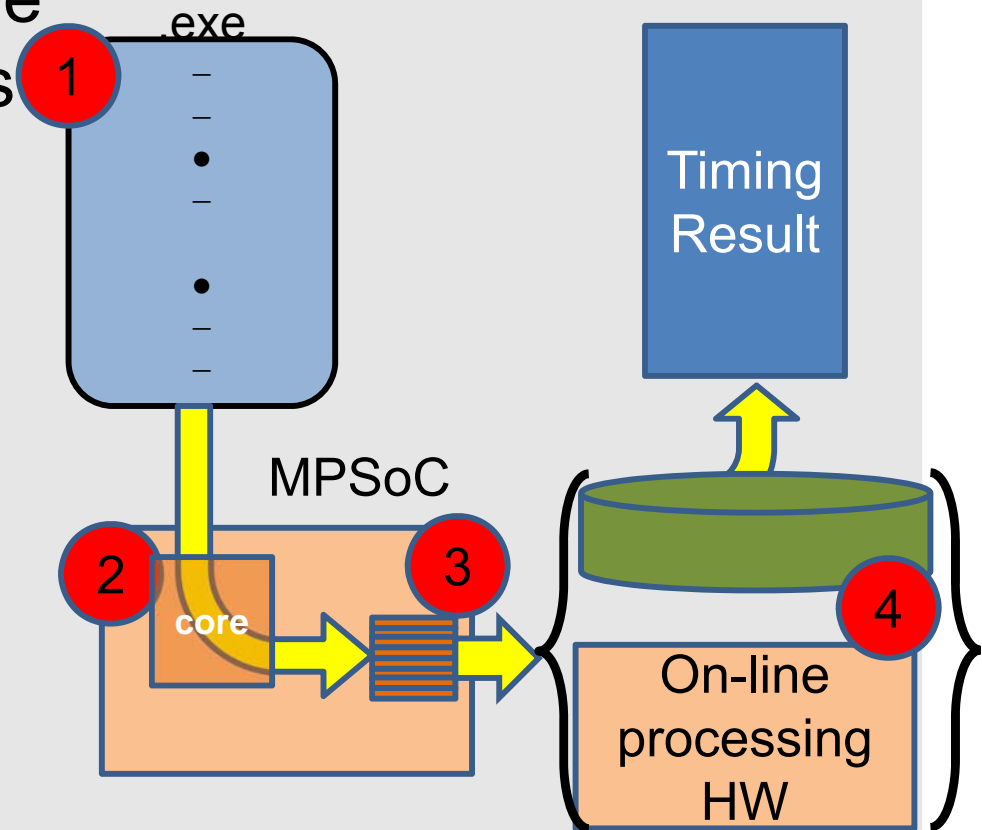 .exe
1
Timing
Result
MPSoC
2
3
core
4
On-line
processing
HW